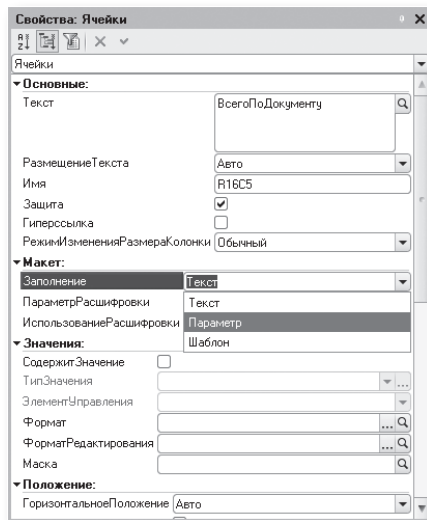 Свойства: Ячейки
Ячейки
Основные:
Текст ВсегоПоДокументу
РазмещениеТекста Авто
Имя R16C5
Защита
Гиперссылка
РежимИзмененияРазмераКолонки Обычный
Макет:
Заполнение Текст
ПараметрРасшифровки Текст
ИспользованиеРасшифровки Параметр
Шаблон
Значения:
СодержитЗначение
ТипЗначения ...
ЭлементУправления
Формат ...
ФорматРедактирования ...
Маска
Положение:
ГоризонтальноеПоложение Авто